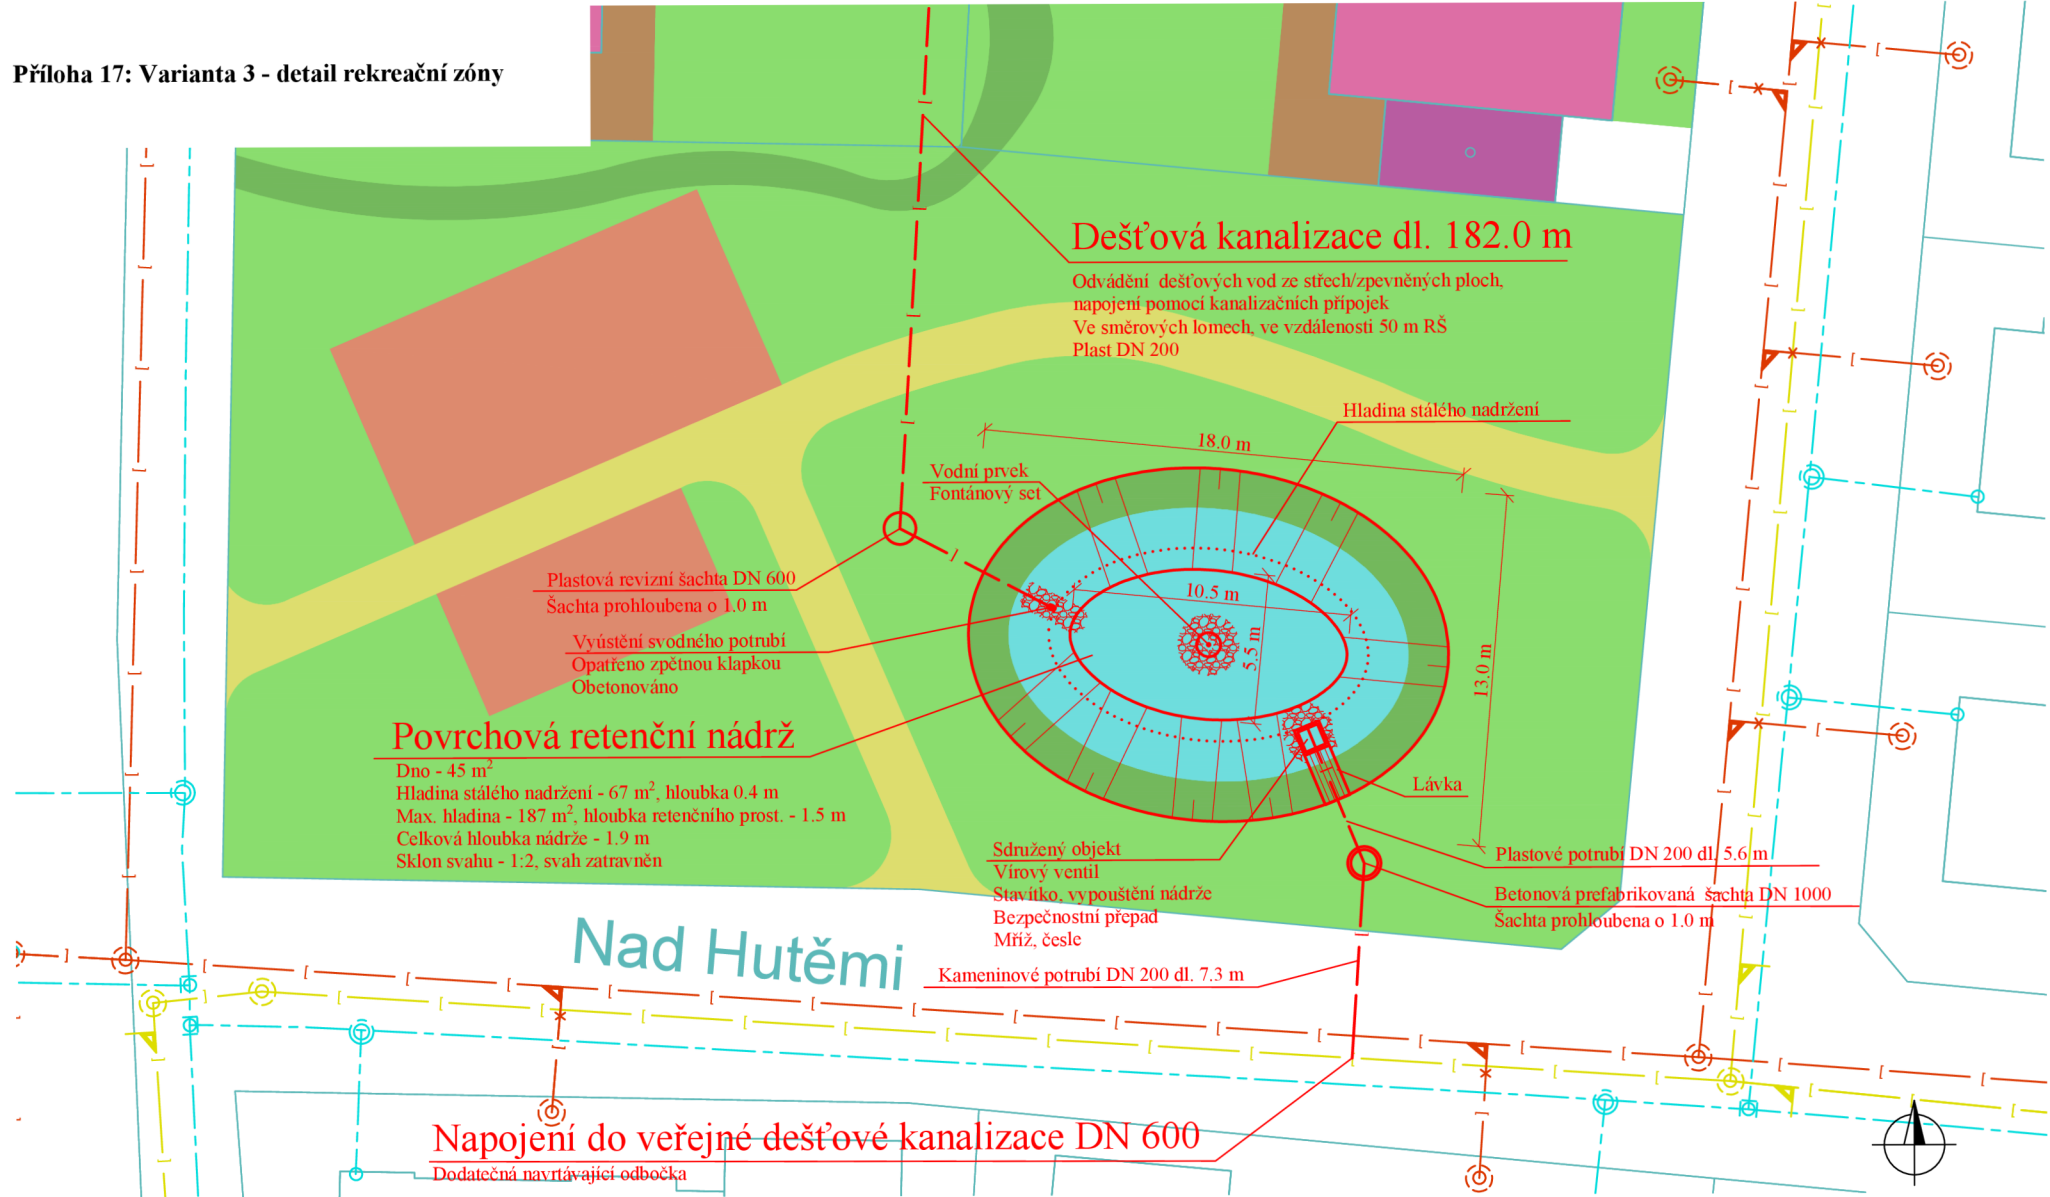 Příloha 17: Varianta 3 - detail rekreační zóny
Dešťová kanalizace dl. 182.0 m
Odvádění dešťových vod ze střech/zpevněných ploch,
napojení pomocí kanalizačních přípojek
Ve směrových lomech, ve vzdálenosti 50 m RŠ
Plast DN 200
Hladina stálého nadržení
18.0 m
Vodní prvek
Fontánový set
Plastová revizní šachta DN 600
Šachta prohloubena o 1.0 m
10.5 m
5.5 m
13.0 m
Vyústění svodného potrubí
Opatřeno zpětnou klapkou
Obetonováno
Povrchová retenční nádrž
Dno - 45 m²
Hladina stálého nadržení - 67 m², hloubka 0.4 m
Max. hladina - 187 m², hloubka retenčního prost. - 1.5 m
Celková hloubka nádrže - 1.9 m
Sklon svahu - 1:2, svah zatravněn
Lávka
Sdružený objekt
Vírový ventil
Stavítko, vypouštění nádrže
Bezpečnostní přepad
Mříž, česle
Plastové potrubí DN 200 dl. 5.6 m
Betonová prefabrikovaná šachta DN 1000
Šachta prohloubena o 1.0 m
Nad Hutěmi
Kameninové potrubí DN 200 dl. 7.3 m
Napojení do veřejné dešťové kanalizace DN 600
Dodatečná navrtávající odbočka